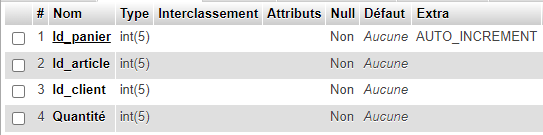 # Nom Type Interclassement Attributs Null Défaut Extra
1 Id_panier int(5) Non Aucune AUTO_INCREMENT
2 Id_article int(5) Non Aucune
3 Id_client int(5) Non Aucune
4 Quantité int(5) Non Aucune